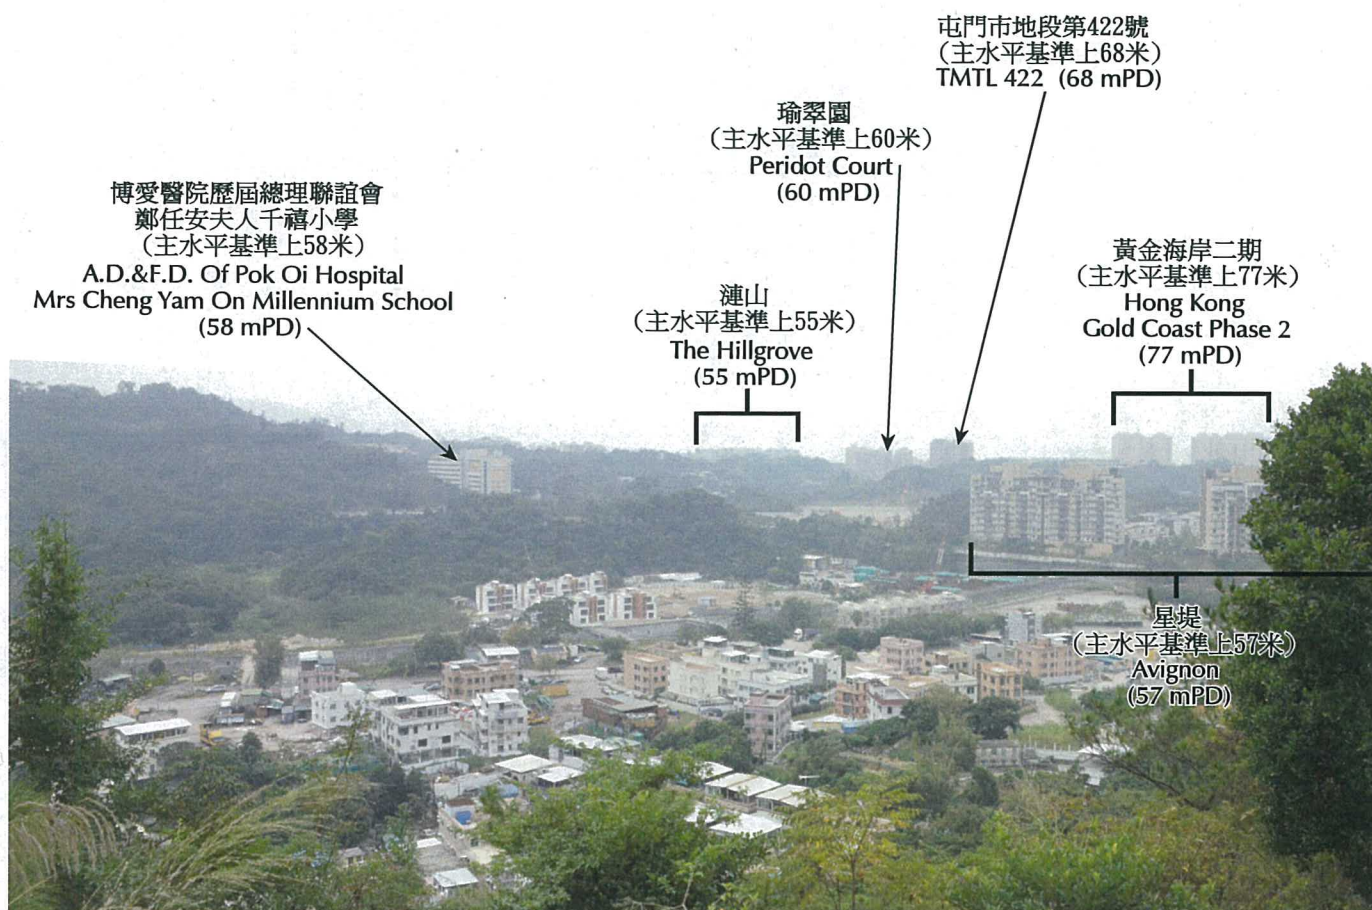 屯門市地段第422號
（主水平基準上68米）
TMTL 422 (68 mPD)
瑜翠園
（主水平基準上60米）
Peridot Court
(60 mPD)
博愛醫院歷屆總理聯誼會
鄭任安夫人千禧小學
（主水平基準上58米）
A.D.&F.D. Of Pok Oi Hospital
Mrs Cheng Yam On Millennium School
(58 mPD)
漣山
（主水平基準上55米）
The Hillgrove
(55 mPD)
黃金海岸二期
（主水平基準上77米）
Hong Kong
Gold Coast Phase 2
(77 mPD)
星堤
（主水平基準上57米）
Avignon
(57 mPD)